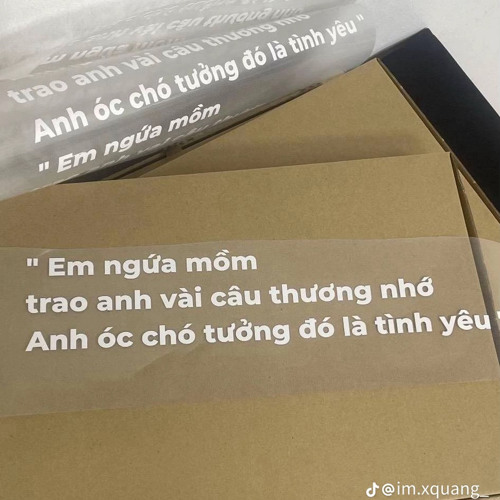 trao anh vài câu thương nhớ
Anh óc chó tưởng đó là tình yêu "
" Em ngứa mồm
" Em ngứa mồm
trao anh vài câu thương nhớ
Anh óc chó tưởng đó là tình yêu "
@im.xquang_